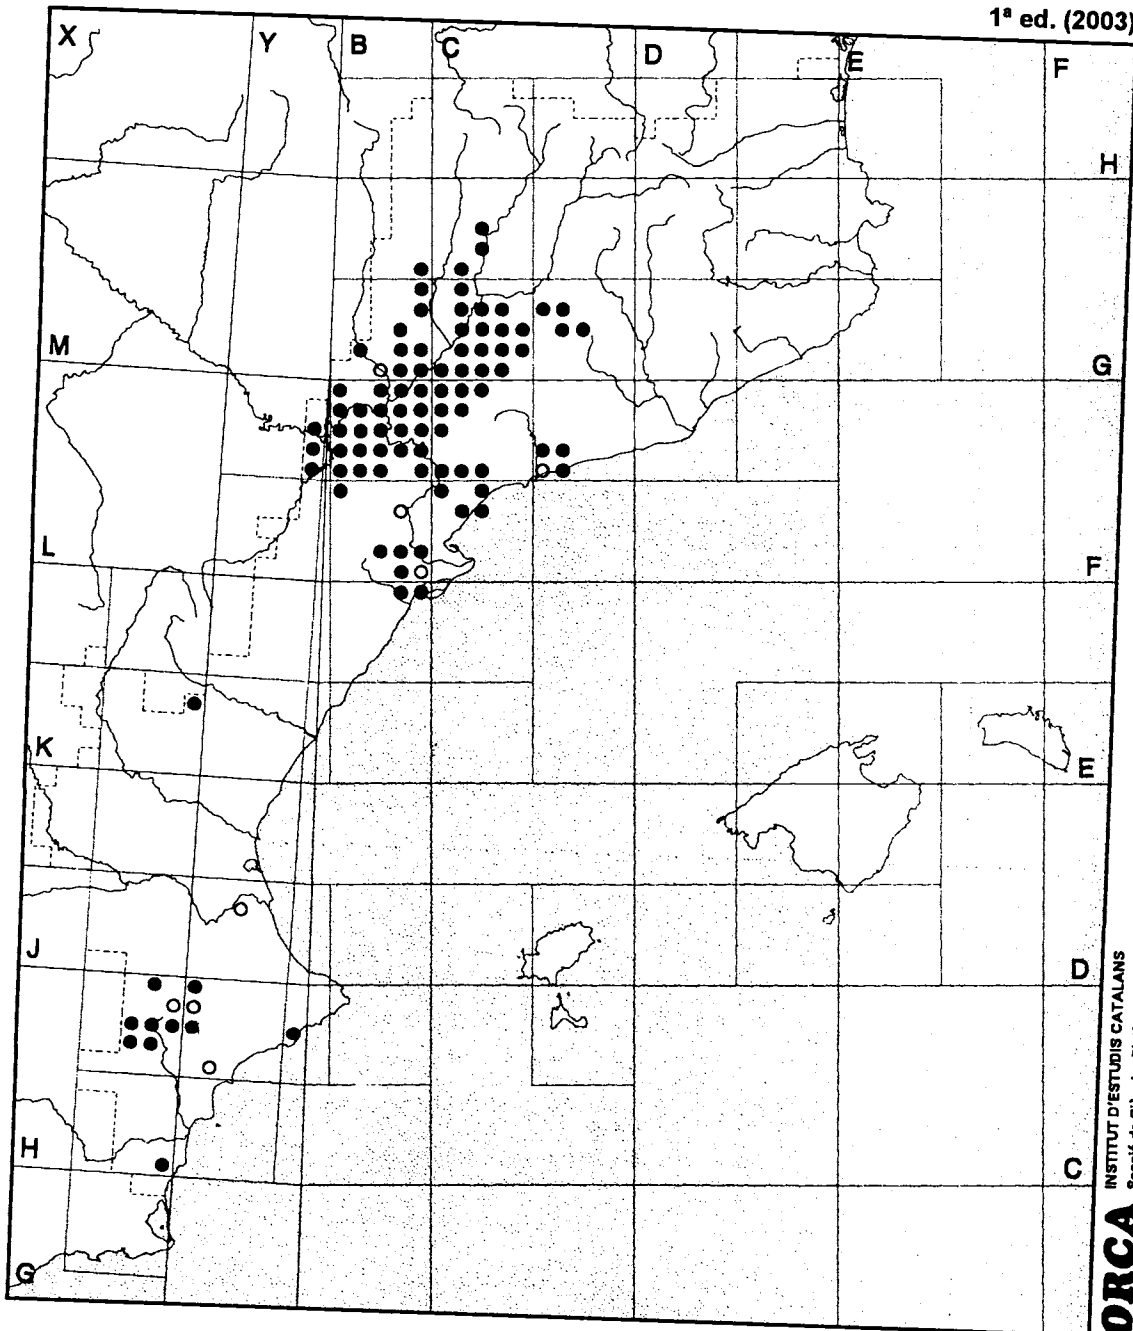 1ª ed. (2003)
X Y B C D E F
H
M G
L F
K E
J D
H C
G
ORCA
INSTITUT D'ESTUDIS CATALANS